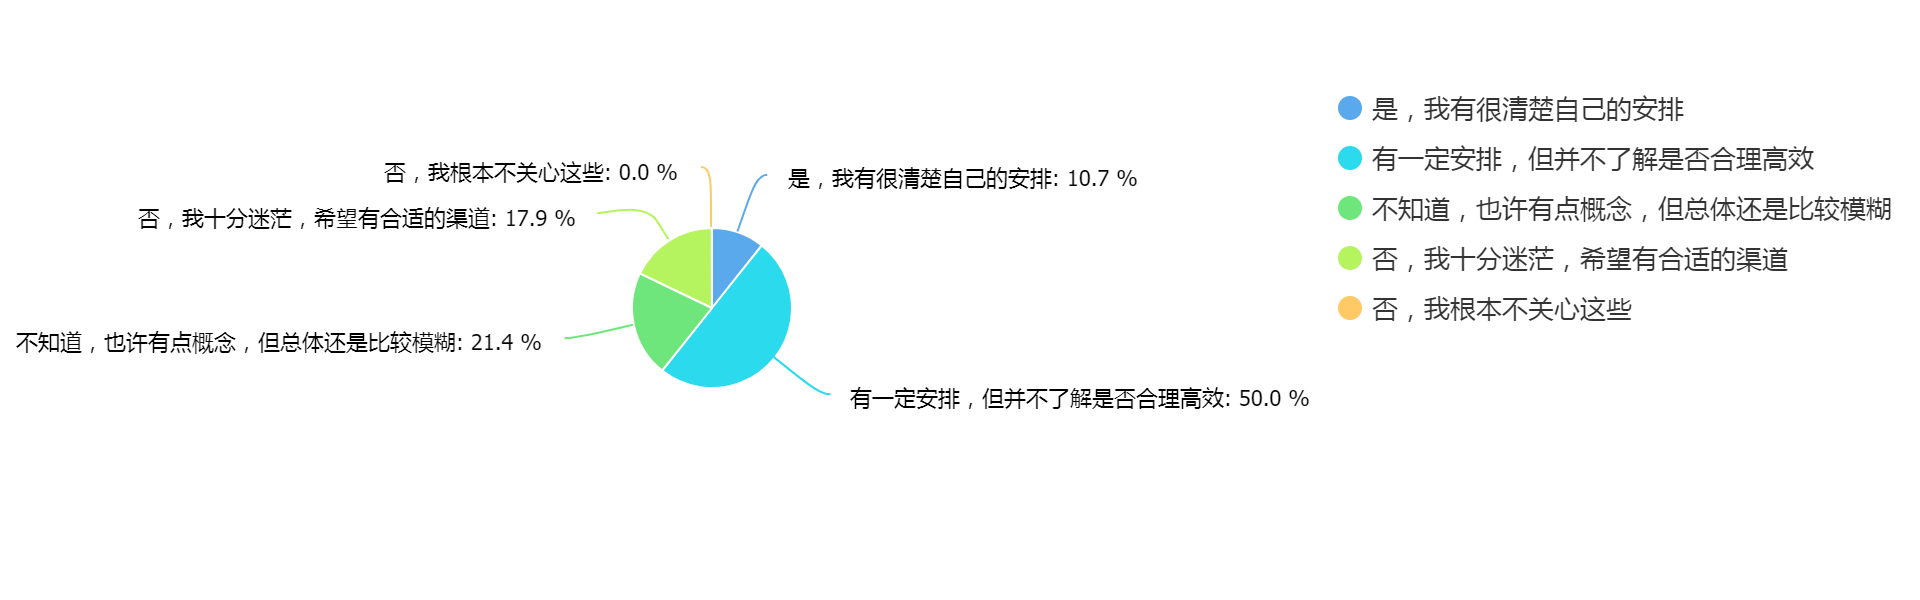 否，我根本不关心这些: 0.0 %
是，我有很清楚自己的安排: 10.7 %
否，我十分迷茫，希望有合适的渠道: 17.9 %
不知道，也许有点概念，但总体还是比较模糊: 21.4 %
有一定安排，但并不了解是否合理高效: 50.0 %
是，我有很清楚自己的安排
有一定安排，但并不了解是否合理高效
不知道，也许有点概念，但总体还是比较模糊
否，我十分迷茫，希望有合适的渠道
否，我根本不关心这些